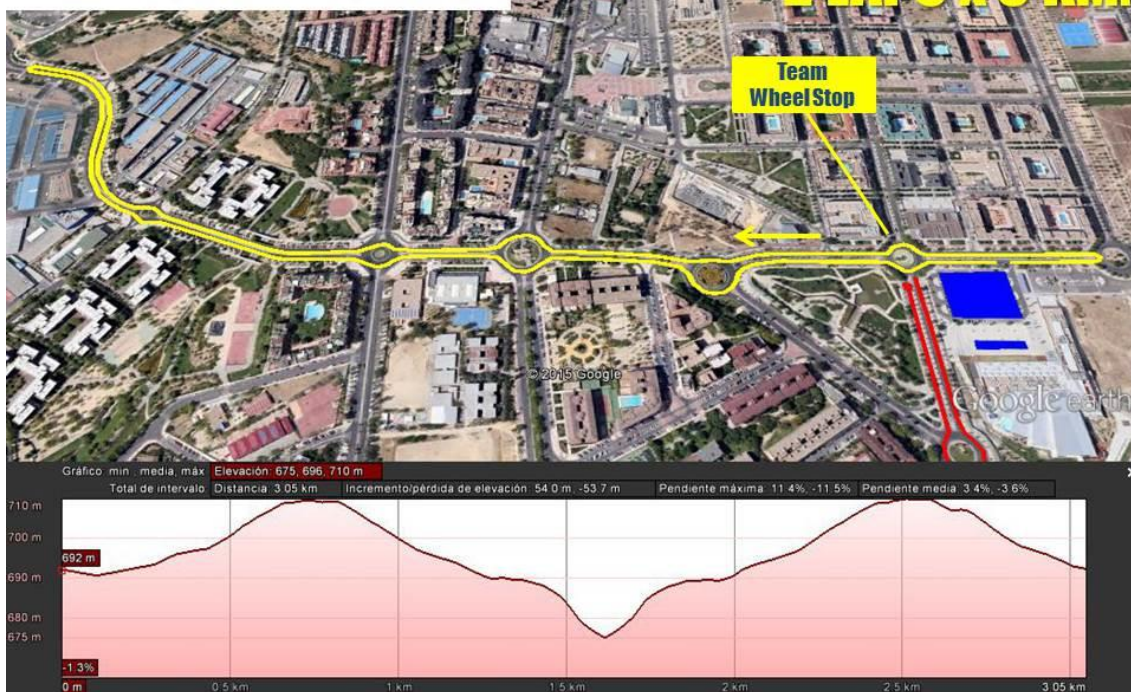 Team
Wheel Stop
© 2015 Google
Google earth
Gráfico: min., media, máx Elevación: 675, 696, 710 m
Total de intervalo: Distancia: 3.05 km Incremento/pérdida de elevación: 54.0 m, -53.7 m Pendiente máxima: 11.4%, -11.5% Pendiente media: 3.4%, -3.6%
710 m
700 m
692 m
690 m
680 m
675 m
-1.3%
0 m 0.5 km 1 km 1.5 km 2 km 2.5 km 3.05 km